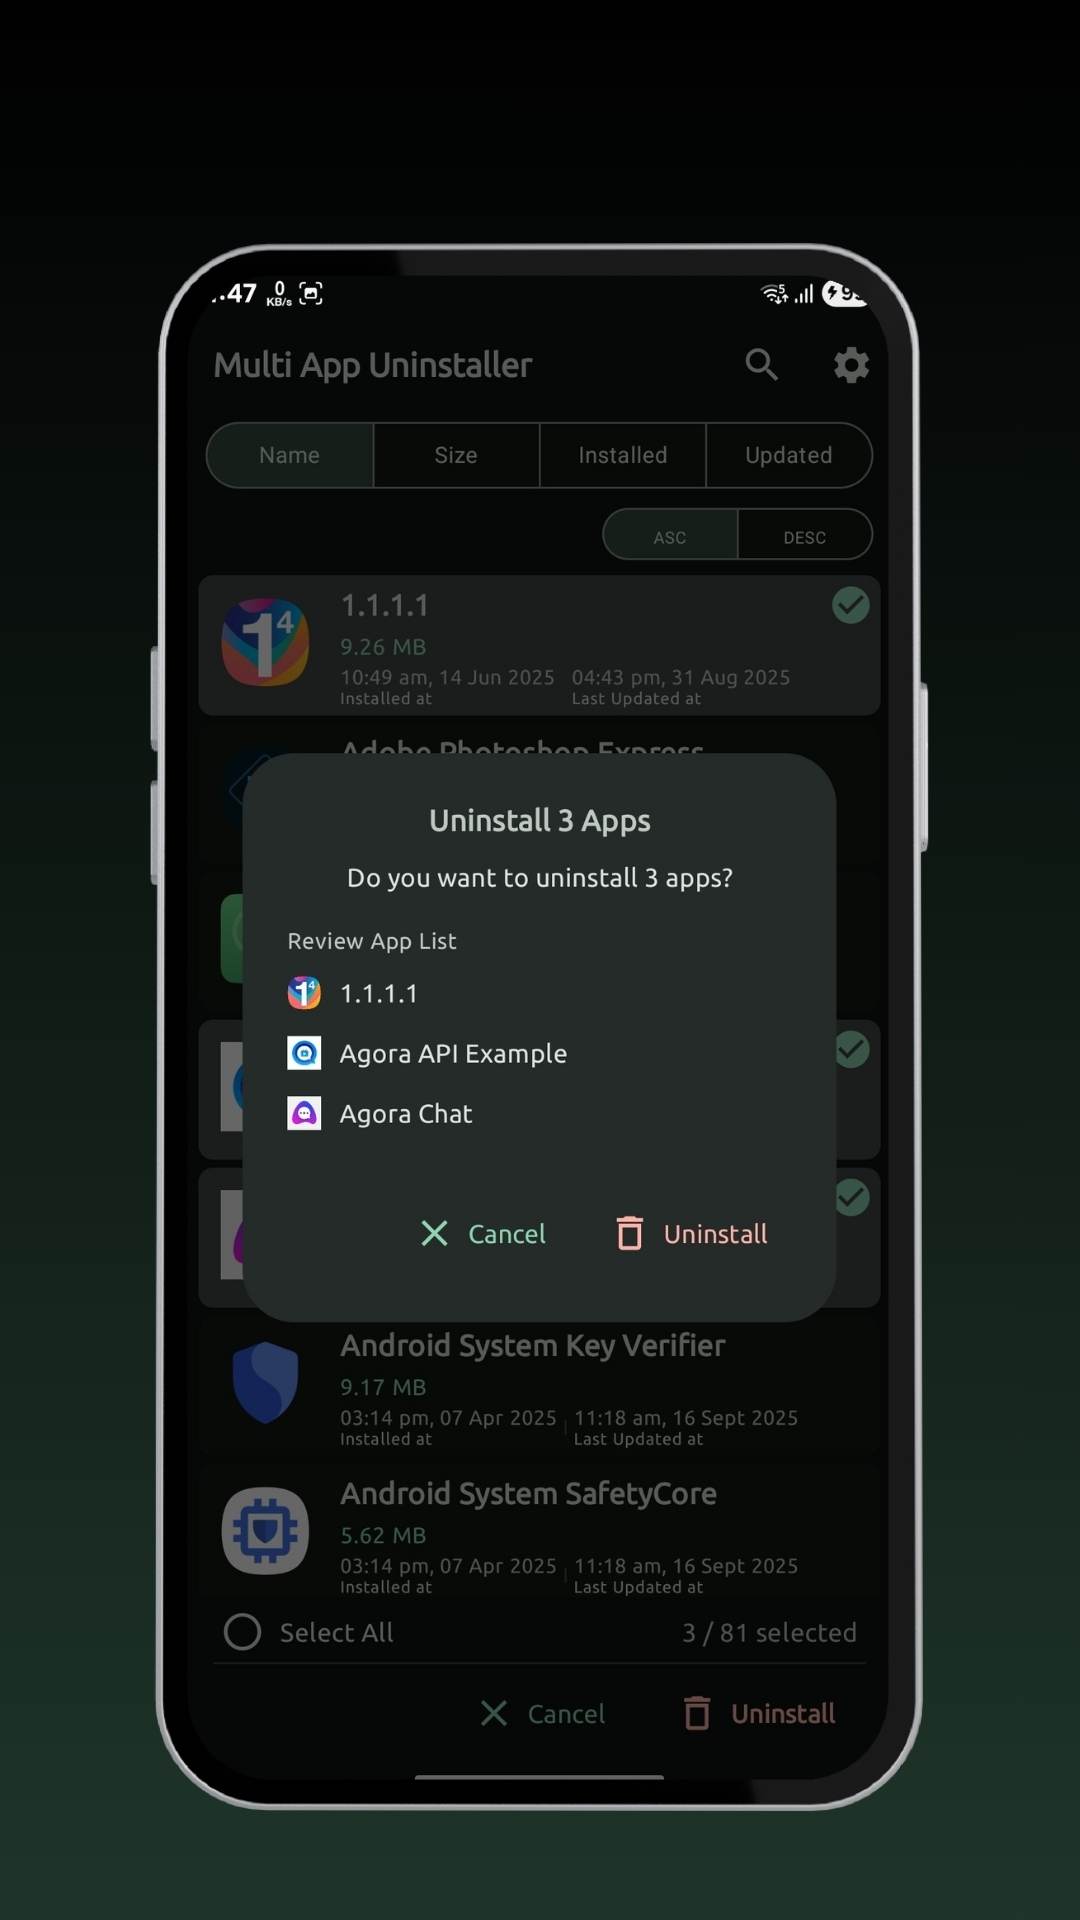 .47 0 KB/s 5
Multi App Uninstaller
Name Size Installed Updated
ASC DESC
1.1.1.1
9.26 MB
10:49 am, 14 Jun 2025 04:43 pm, 31 Aug 2025
Installed at Last Updated at
Adobe Photoshop Express
Uninstall 3 Apps
Do you want to uninstall 3 apps?
Review App List
1.1.1.1
Agora API Example
Agora Chat
Cancel Uninstall
Android System Key Verifier
9.17 MB
03:14 pm, 07 Apr 2025 11:18 am, 16 Sept 2025
Installed at Last Updated at
Android System SafetyCore
5.62 MB
03:14 pm, 07 Apr 2025 11:18 am, 16 Sept 2025
Installed at Last Updated at
Select All 3 / 81 selected
Cancel Uninstall